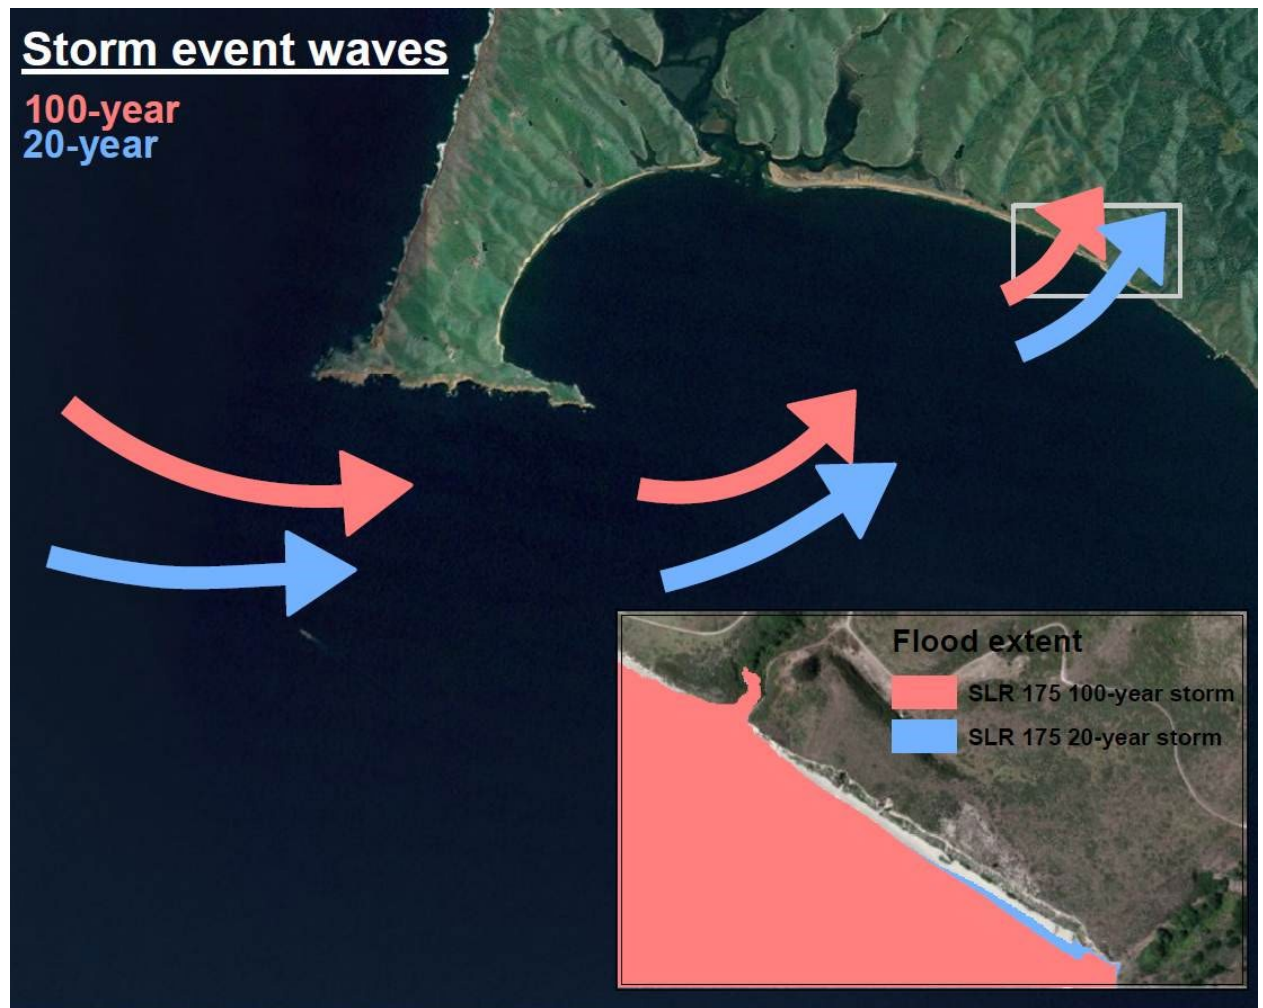 Storm event waves
100-year
20-year
Flood extent
SLR 175 100-year storm
SLR 175 20-year storm